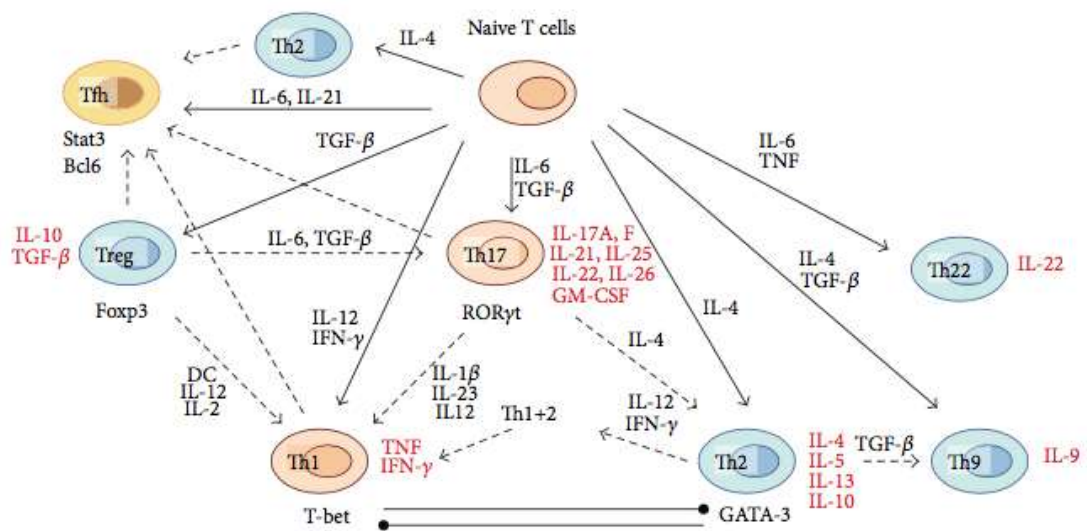 Naive T cells
Th2
IL-4
Tfh
IL-6, IL-21
Stat3
Bcl6
TGF-β
IL-6
TGF-β
IL-6
TNF
IL-10
TGF-β
Treg
Foxp3
IL-6, TGF-β
Th17
RORγt
IL-17A, F
IL-21, IL-25
IL-22, IL-26
GM-CSF
IL-4
TGF-β
Th22
IL-22
IL-12
IFN-γ
IL-4
IL-4
DC
IL-12
IL-2
IL-1β
IL-23
IL12
Th1+2
IL-12
IFN-γ
Th1
TNF
IFN-γ
T-bet
Th2
GATA-3
IL-4
IL-5
IL-13
IL-10
TGF-β
Th9
IL-9